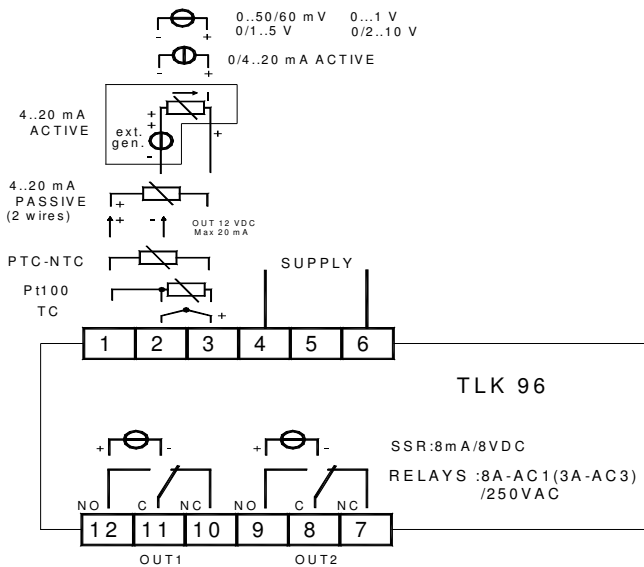 0..50/60 mV 0...1 V
0/1..5 V 0/2..10 V
- +
0/4..20 mA ACTIVE
- +
I
4..20 mA
ACTIVE
+
+
ext.
gen.
-
+
4..20 mA
PASSIVE
(2 wires)
+
+ -
OUT 12 VDC
Max 20 mA
PTC-NTC
SUPPLY
Pt100
TC
+
1 2 3 4 5 6
TLK 96
+ - + -
SSR:8mA/8VDC
RELAYS :8A-AC1(3A-AC3)
/250VAC
NO C NC NO C NC
12 11 10 9 8 7
OUT1 OUT2